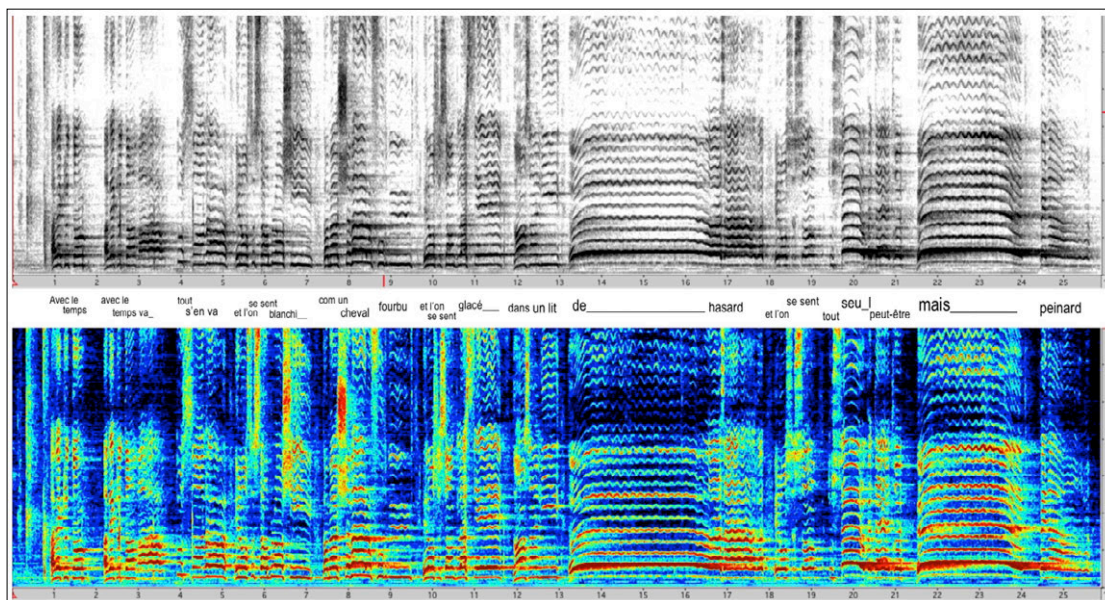 1 2 3 4 5 6 7 8 9 10 11 12 13 14 15 16 17 18 19 20 21 22 23 24 25
Avec le temps avec le temps va_ tout s'en va et l'on se sent blanchi__ com un cheval fourbu et l'on se sent glacé___ dans un lit de______________ hasard et l'on se sent tout seu_l peut-être mais________ peinard
1 2 3 4 5 6 7 8 9 10 11 12 13 14 15 16 17 18 19 20 21 22 23 24 25